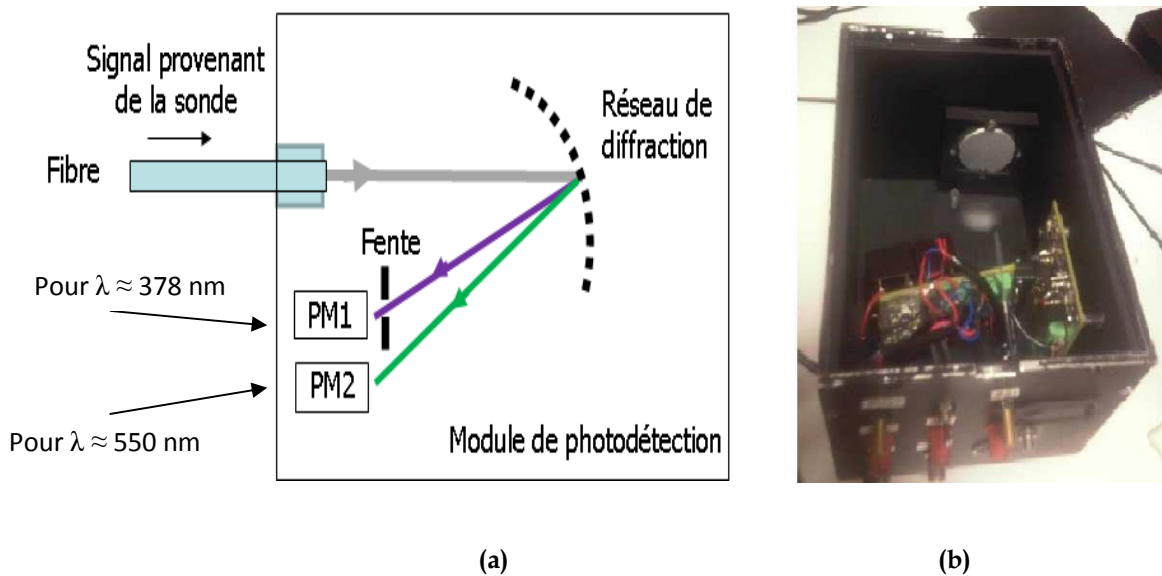 Signal provenant
de la sonde
Fibre
Réseau de
diffraction
Fente
Pour λ ≈ 378 nm
PM1
PM2
Pour λ ≈ 550 nm
Module de photodétection
(a)
(b)